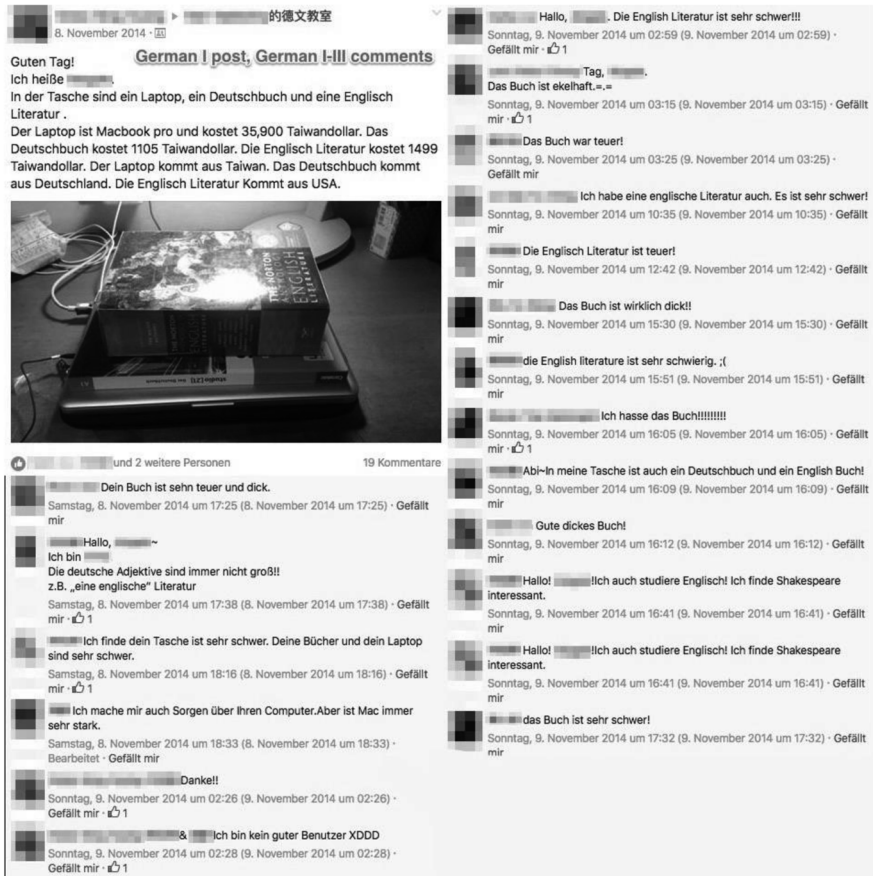 的德文教室
8. November 2014 ·
German I post, German I-III comments
Guten Tag!
Ich heiße
In der Tasche sind ein Laptop, ein Deutschbuch und eine Englisch
Literatur .
Der Laptop ist Macbook pro und kostet 35,900 Taiwandollar. Das
Deutschbuch kostet 1105 Taiwandollar. Die Englisch Literatur kostet 1499
Taiwandollar. Der Laptop kommt aus Taiwan. Das Deutschbuch kommt
aus Deutschland. Die Englisch Literatur Kommt aus USA.
THE NORTON
ENGLISH
LITERATURE
studio [21]
und 2 weitere Personen
19 Kommentare
Dein Buch ist sehn teuer und dick.
Samstag, 8. November 2014 um 17:25 (8. November 2014 um 17:25) · Gefällt
mir
Hallo, ~
Ich bin
Die deutsche Adjektive sind immer nicht groß!!
z.B. „eine englische“ Literatur
Samstag, 8. November 2014 um 17:38 (8. November 2014 um 17:38) · Gefällt
mir · 1
Ich finde dein Tasche ist sehr schwer. Deine Bücher und dein Laptop
sind sehr schwer.
Samstag, 8. November 2014 um 18:16 (8. November 2014 um 18:16) · Gefällt
mir · 1
Ich mache mir auch Sorgen über Ihren Computer.Aber ist Mac immer
sehr stark.
Samstag, 8. November 2014 um 18:33 (8. November 2014 um 18:33) ·
Bearbeitet · Gefällt mir
Danke!!
Sonntag, 9. November 2014 um 02:26 (9. November 2014 um 02:26) ·
Gefällt mir · 1
& Ich bin kein guter Benutzer XDDD
Sonntag, 9. November 2014 um 02:28 (9. November 2014 um 02:28) ·
Gefällt mir · 1
Hallo, . Die English Literatur ist sehr schwer!!!
Sonntag, 9. November 2014 um 02:59 (9. November 2014 um 02:59) ·
Gefällt mir · 1
Tag, .
Das Buch ist ekelhaft.=.=
Sonntag, 9. November 2014 um 03:15 (9. November 2014 um 03:15) · Gefällt
mir · 1
Das Buch war teuer!
Sonntag, 9. November 2014 um 03:25 (9. November 2014 um 03:25) ·
Gefällt mir
Ich habe eine englische Literatur auch. Es ist sehr schwer!
Sonntag, 9. November 2014 um 10:35 (9. November 2014 um 10:35) · Gefällt
mir
Die Englisch Literatur ist teuer!
Sonntag, 9. November 2014 um 12:42 (9. November 2014 um 12:42) · Gefällt
mir
Das Buch ist wirklich dick!!
Sonntag, 9. November 2014 um 15:30 (9. November 2014 um 15:30) · Gefällt
mir
die English literature ist sehr schwierig. ;(
Sonntag, 9. November 2014 um 15:51 (9. November 2014 um 15:51) · Gefällt
mir
Ich hasse das Buch!!!!!!!!!
Sonntag, 9. November 2014 um 16:05 (9. November 2014 um 16:05) · Gefällt
mir · 1
Abi~In meine Tasche ist auch ein Deutschbuch und ein English Buch!
Sonntag, 9. November 2014 um 16:09 (9. November 2014 um 16:09) · Gefällt
mir
Gute dickes Buch!
Sonntag, 9. November 2014 um 16:12 (9. November 2014 um 16:12) · Gefällt
mir
Hallo! !Ich auch studiere Englisch! Ich finde Shakespeare
interessant.
Sonntag, 9. November 2014 um 16:41 (9. November 2014 um 16:41) · Gefällt
mir
Hallo! !Ich auch studiere Englisch! Ich finde Shakespeare
interessant.
Sonntag, 9. November 2014 um 16:41 (9. November 2014 um 16:41) · Gefällt
mir
das Buch ist sehr schwer!
Sonntag, 9. November 2014 um 17:32 (9. November 2014 um 17:32) · Gefällt
mir